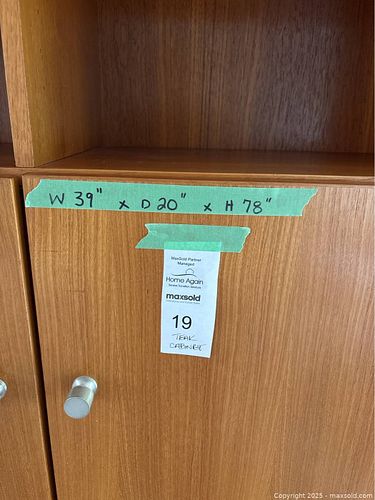 W 39" x D 20" x H 78"
MaxSold Partner
Managed
Home Again
maxsold
19
TEAK
CABINET
Copyright © 2025 - maxsold.com